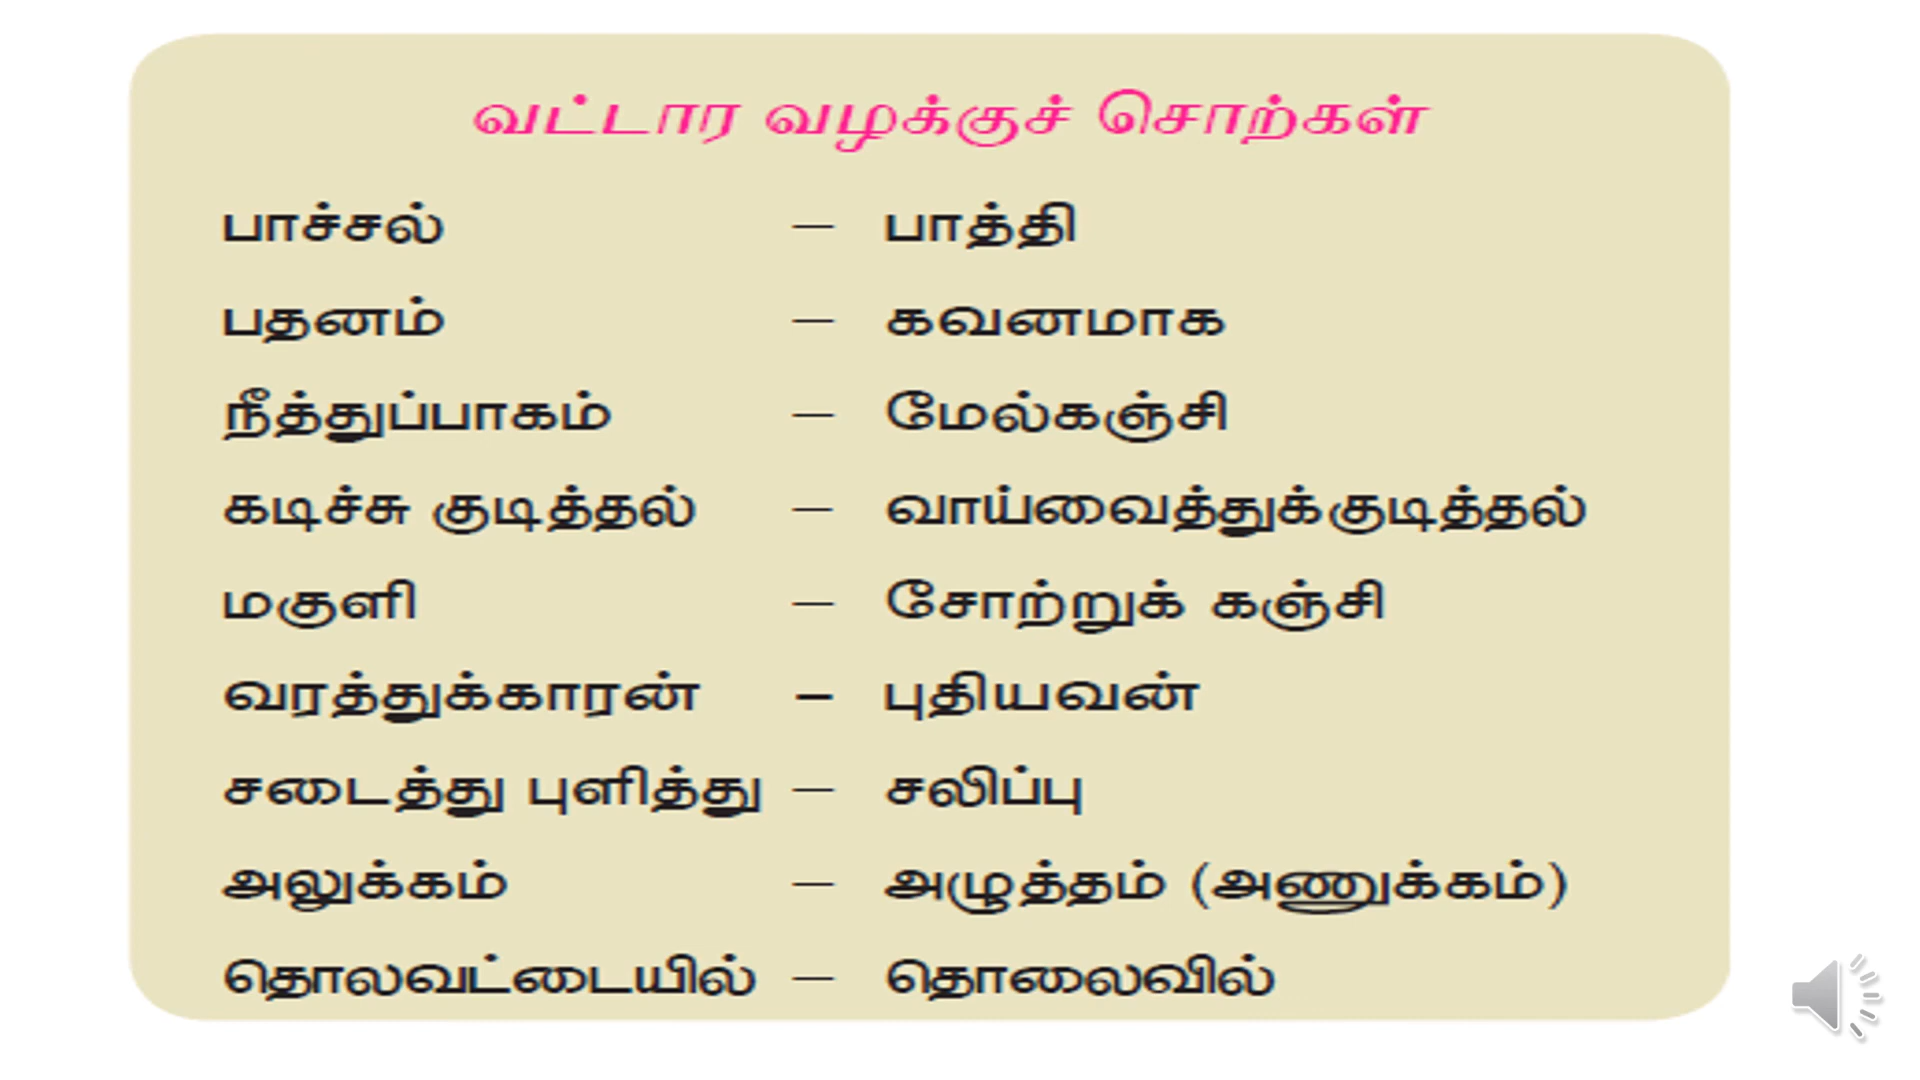 வட்டார வழக்குச் சொற்கள்
பாச்சல் – பாத்தி
பதனம் – கவனமாக
நீத்துப்பாகம் – மேல்கஞ்சி
கடிச்சு குடித்தல் – வாய்வைத்துக்குடித்தல்
மகுளி – சோற்றுக் கஞ்சி
வரத்துக்காரன் – புதியவன்
சடைத்து புளித்து – சலிப்பு
அலுக்கம் – அழுத்தம் (அணுக்கம்)
தொலவட்டையில் – தொலைவில்